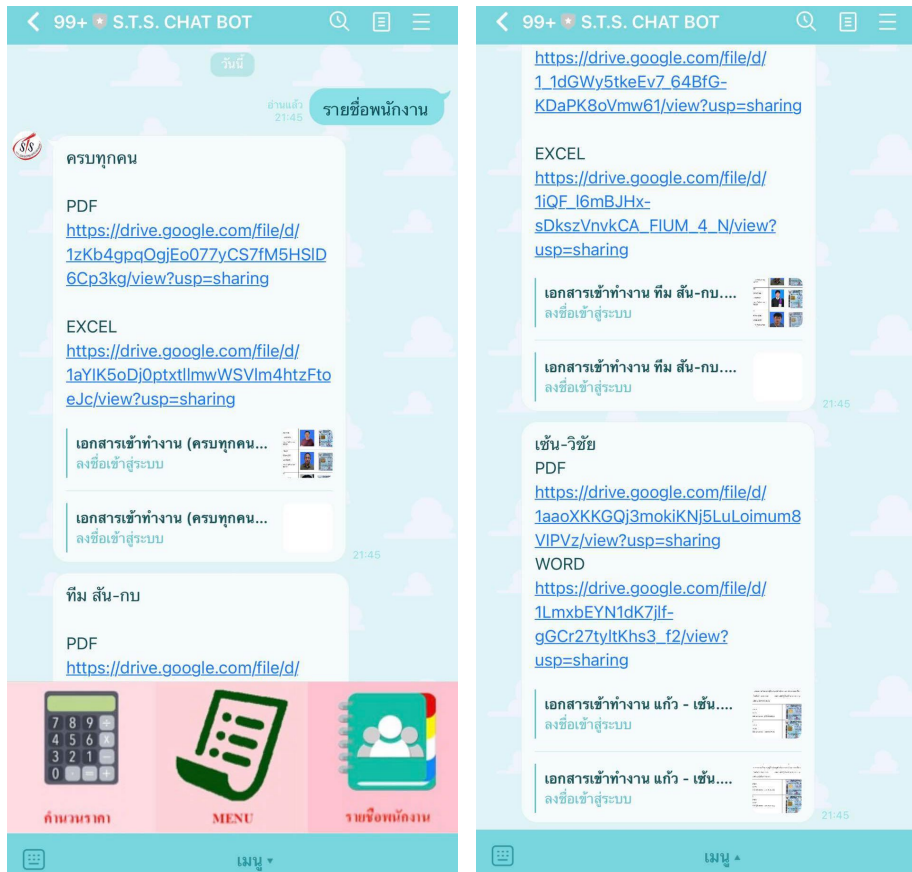 99+ S.T.S. CHAT BOT
วันนี้
อ่านแล้ว
21:45
รายชื่อพนักงาน
STS
ครบทุกคน
PDF
https://drive.google.com/file/d/
1zKb4gpqOgjEo077yCS7fM5HSlD
6Cp3kg/view?usp=sharing
EXCEL
https://drive.google.com/file/d/
1aYlK5oDj0ptxtllmwWSVlm4htzFto
eJc/view?usp=sharing
เอกสารเข้าทำงาน (ครบทุกคน...
ลงชื่อเข้าสู่ระบบ
เอกสารเข้าทำงาน (ครบทุกคน...
ลงชื่อเข้าสู่ระบบ
21:45
ทีม สัน-กบ
PDF
https://drive.google.com/file/d/
7 8 9 ÷
4 5 6 ×
3 2 1 −
0 . = +
คำนวนราคา
MENU
รายชื่อพนักงาน
เมนู ▾
99+ S.T.S. CHAT BOT
https://drive.google.com/file/d/
1_1dGWy5tkeEv7_64BfG-
KDaPK8oVmw61/view?usp=sharing
EXCEL
https://drive.google.com/file/d/
1iQF_l6mBJHx-
sDkszVnvkCA_FIUM_4_N/view?
usp=sharing
เอกสารเข้าทำงาน ทีม สัน-กบ....
ลงชื่อเข้าสู่ระบบ
เอกสารเข้าทำงาน ทีม สัน-กบ....
ลงชื่อเข้าสู่ระบบ
21:45
เซ้น-วิชัย
PDF
https://drive.google.com/file/d/
1aaoXKKGQj3mokiKNj5LuLoimum8
VIPVz/view?usp=sharing
WORD
https://drive.google.com/file/d/
1LmxbEYN1dK7jlf-
gGCr27tyltKhs3_f2/view?
usp=sharing
เอกสารเข้าทำงาน แก้ว - เซ้น....
ลงชื่อเข้าสู่ระบบ
เอกสารเข้าทำงาน แก้ว - เซ้น....
ลงชื่อเข้าสู่ระบบ
21:45
เมนู ▴